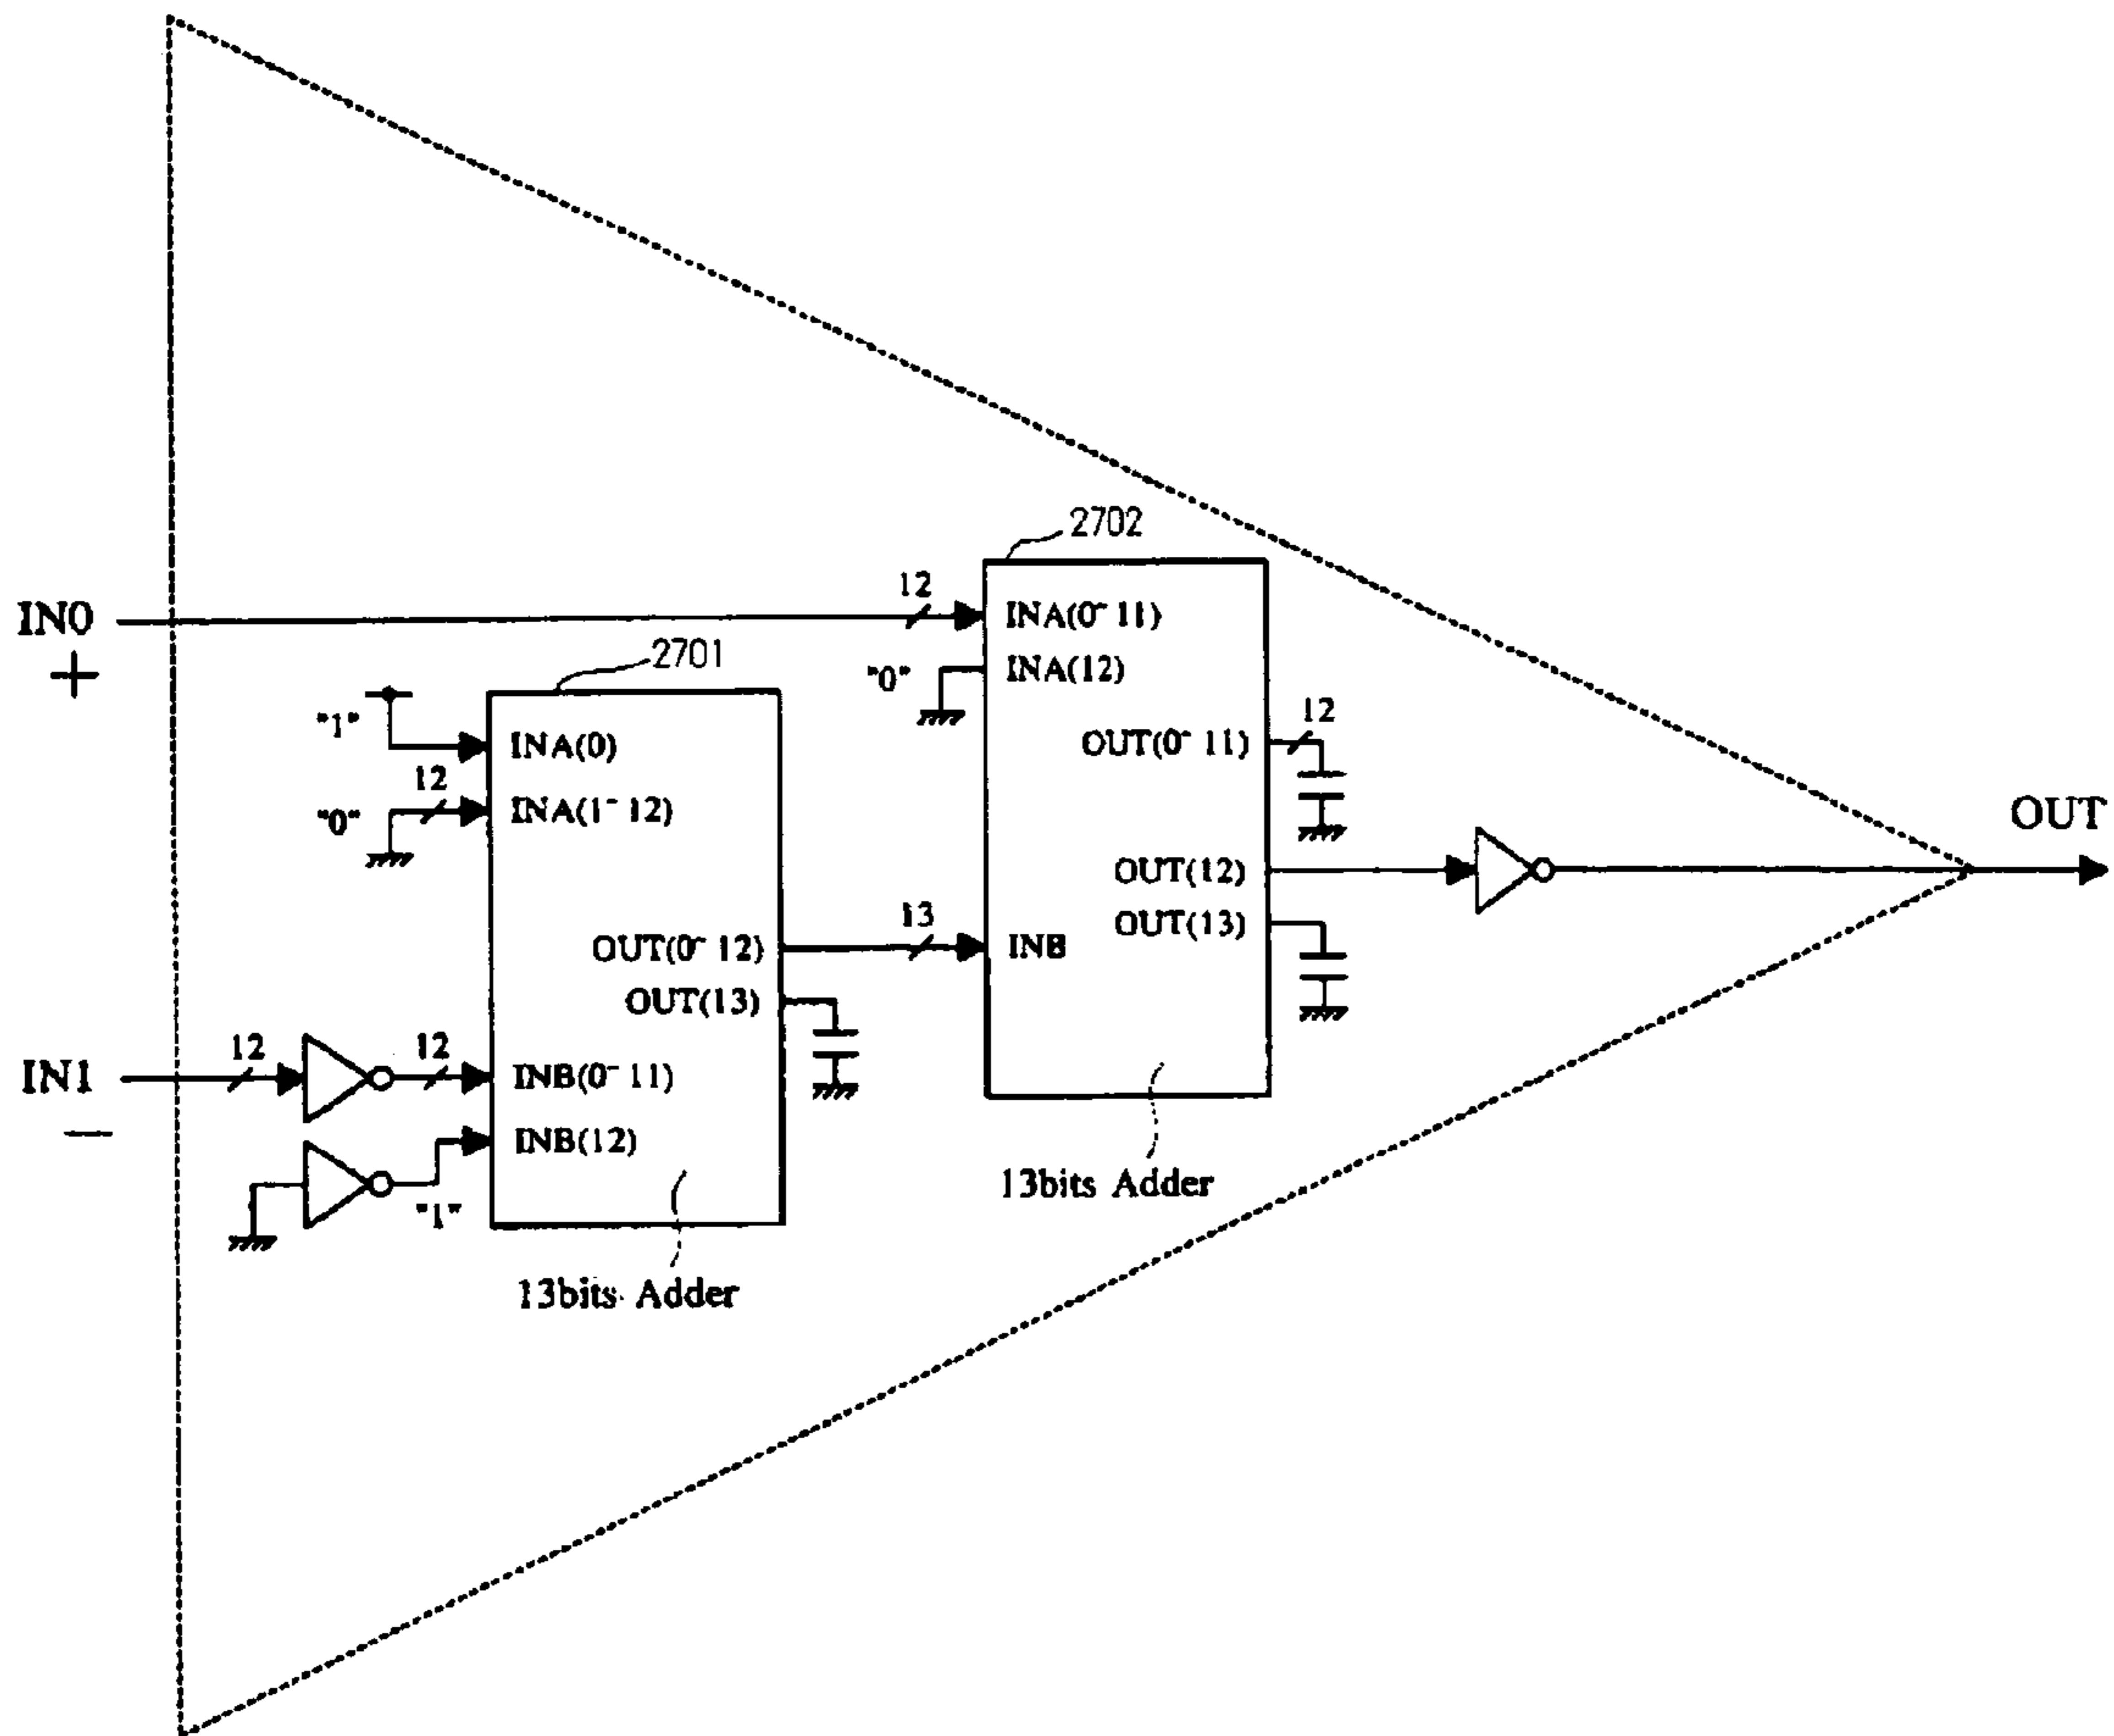 2702
12
IN0
INA(0~11)
+
2701
"0"
INA(12)
"1"
INA(0)
12
OUT(0~11)
12
"0"
INA(1~12)
OUT
OUT(12)
13
OUT(13)
OUT(0~12)
INB
OUT(13)
12
12
IN1
INB(0~11)
—
INB(12)
"1"
13bits Adder
13bits Adder